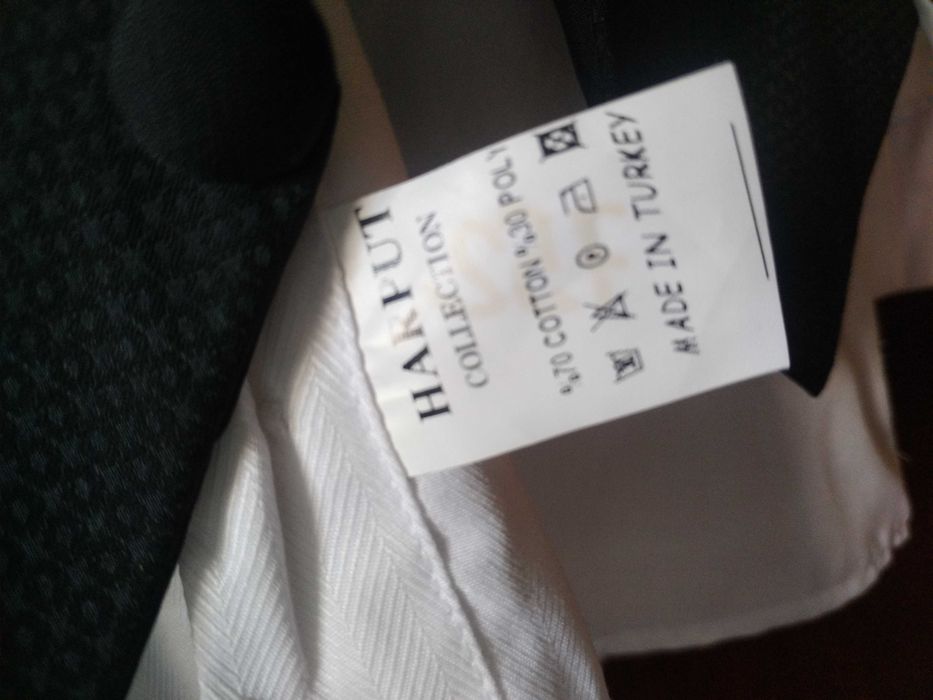 HARPUT
COLLECTION
%70 COTTON %30 POLY
MADE IN TURKEY